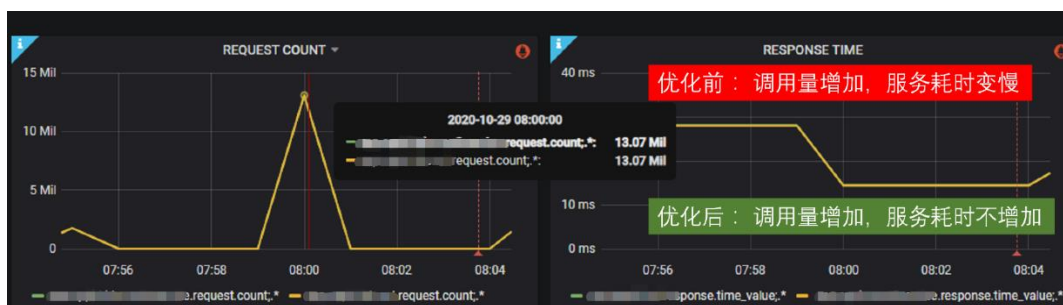 REQUEST COUNT
15 Mil
10 Mil
5 Mil
0
07:56
07:58
08:00
08:02
08:04
2020-10-29 08:00:00
request.count;.*: 13.07 Mil
request.count;.*: 13.07 Mil
e.request.count;.*
request.count;.*
RESPONSE TIME
40 ms
10 ms
0 ms
优化前：调用量增加，服务耗时变慢
优化后：调用量增加，服务耗时不增加
07:56
07:58
08:00
08:02
08:04
sponse.time_value;.*
e.response.time_value;.*